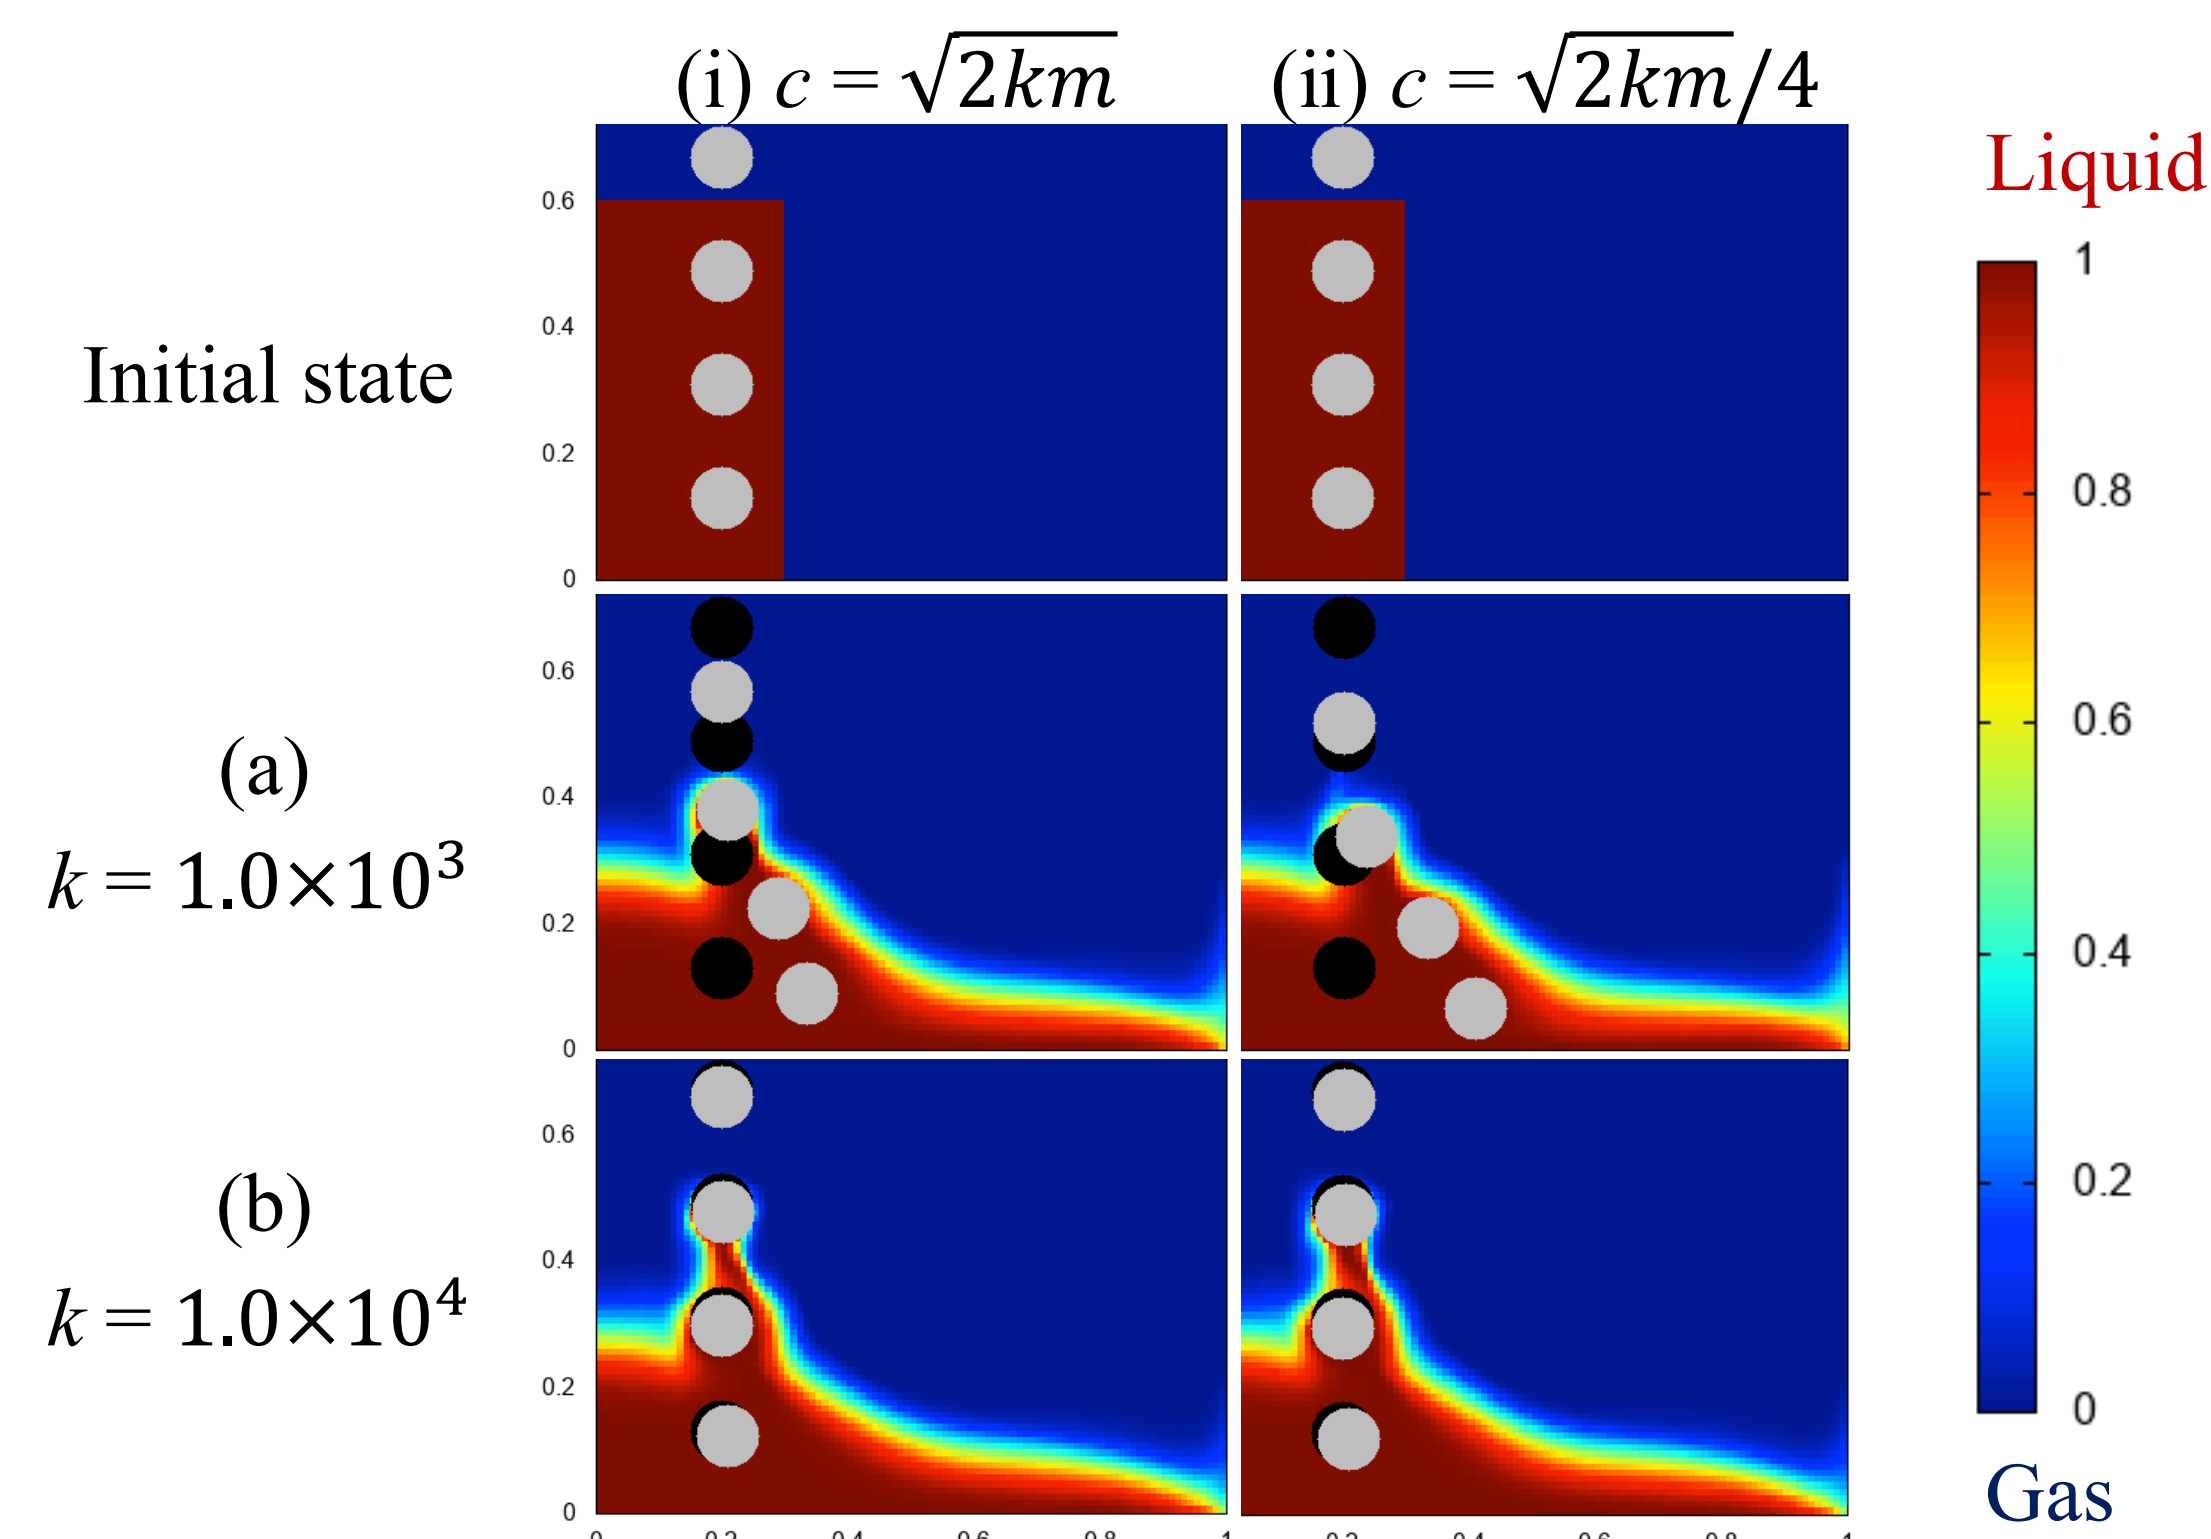 (i) c = √2km (ii) c = √2km/4
Liquid
Initial state
0.6
0.4
0.2
0
(a)
k = 1.0×10³
0.6
0.4
0.2
0
(b)
k = 1.0×10⁴
0.6
0.4
0.2
0
1
0.8
0.6
0.4
0.2
0
Gas